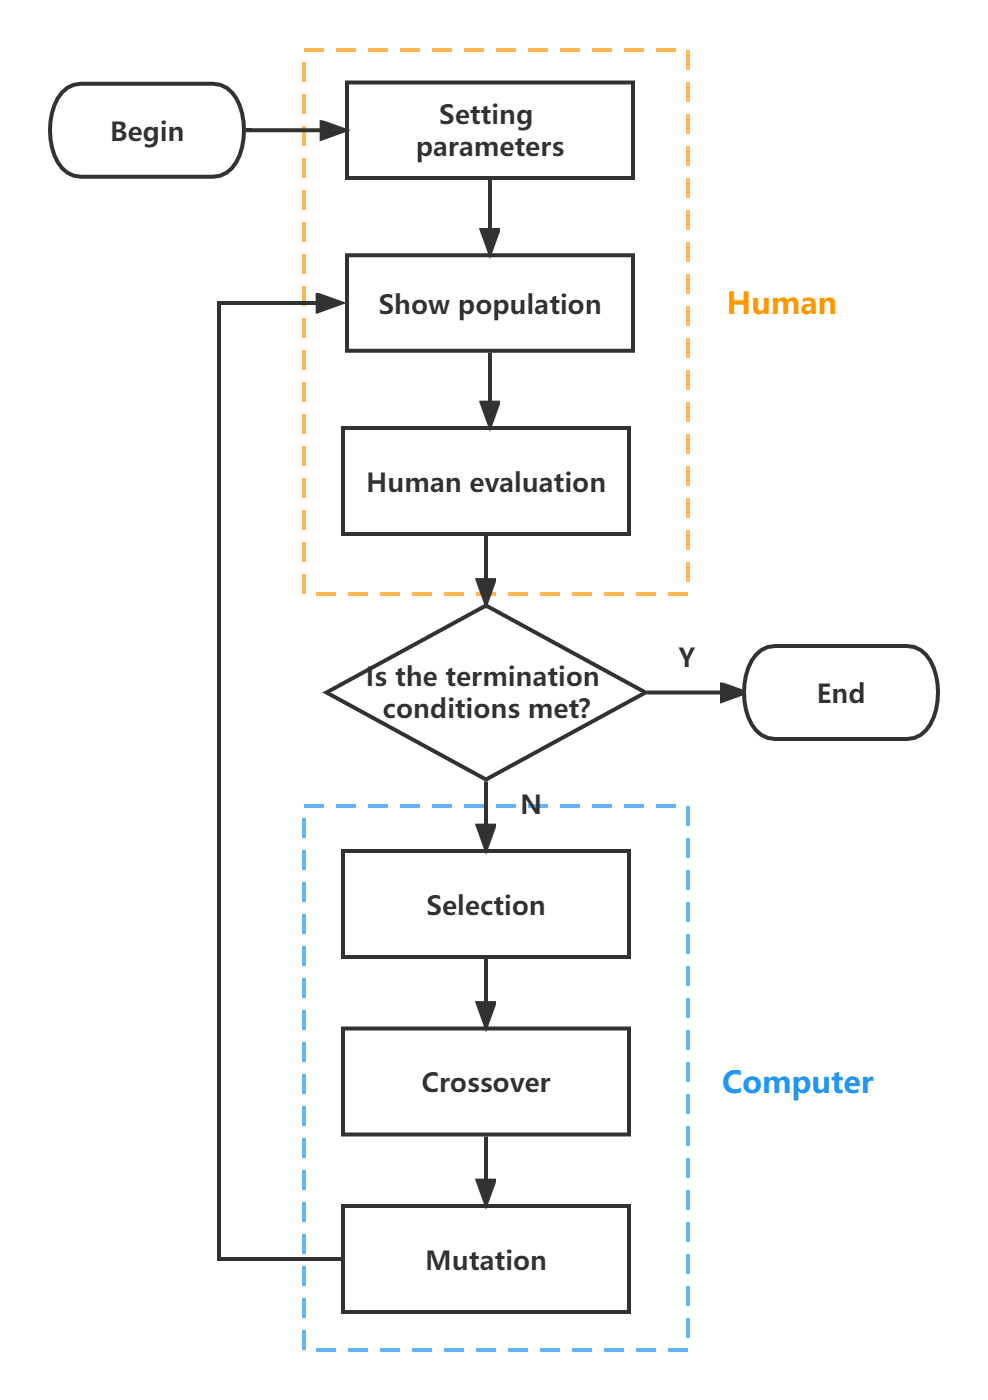 Begin
Setting
parameters
Show population
Human
Human evaluation
Is the termination
conditions met?
Y
End
N
Selection
Crossover
Computer
Mutation